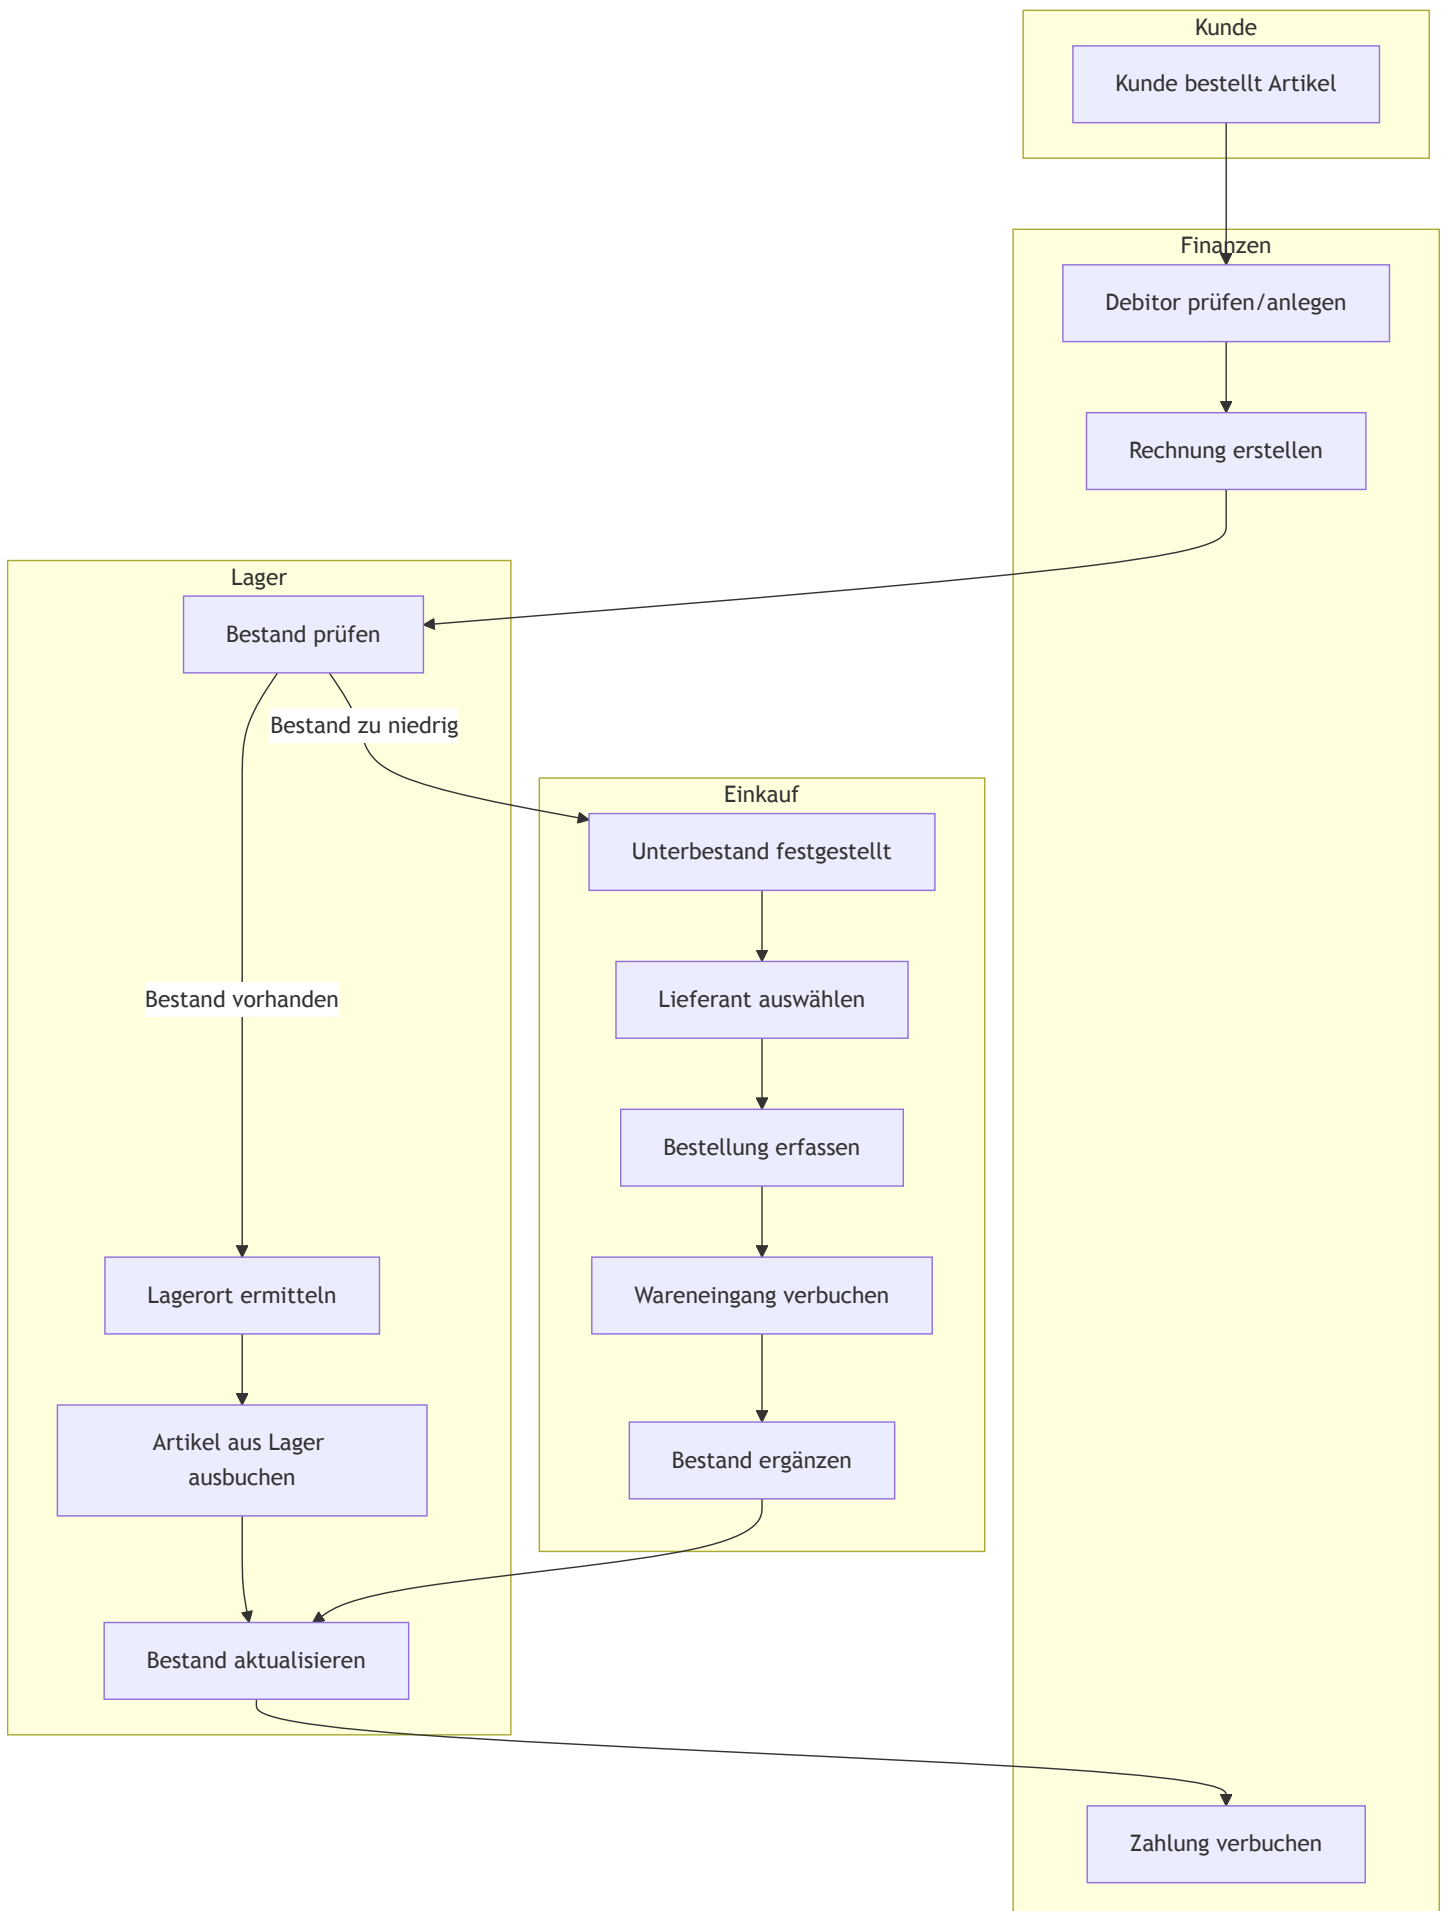 Kunde
Kunde bestellt Artikel
Finanzen
Debitor prüfen/anlegen
Rechnung erstellen
Lager
Bestand prüfen
Bestand zu niedrig
Einkauf
Unterbestand festgestellt
Bestand vorhanden
Lieferant auswählen
Bestellung erfassen
Lagerort ermitteln
Wareneingang verbuchen
Artikel aus Lager
ausbuchen
Bestand ergänzen
Bestand aktualisieren
Zahlung verbuchen